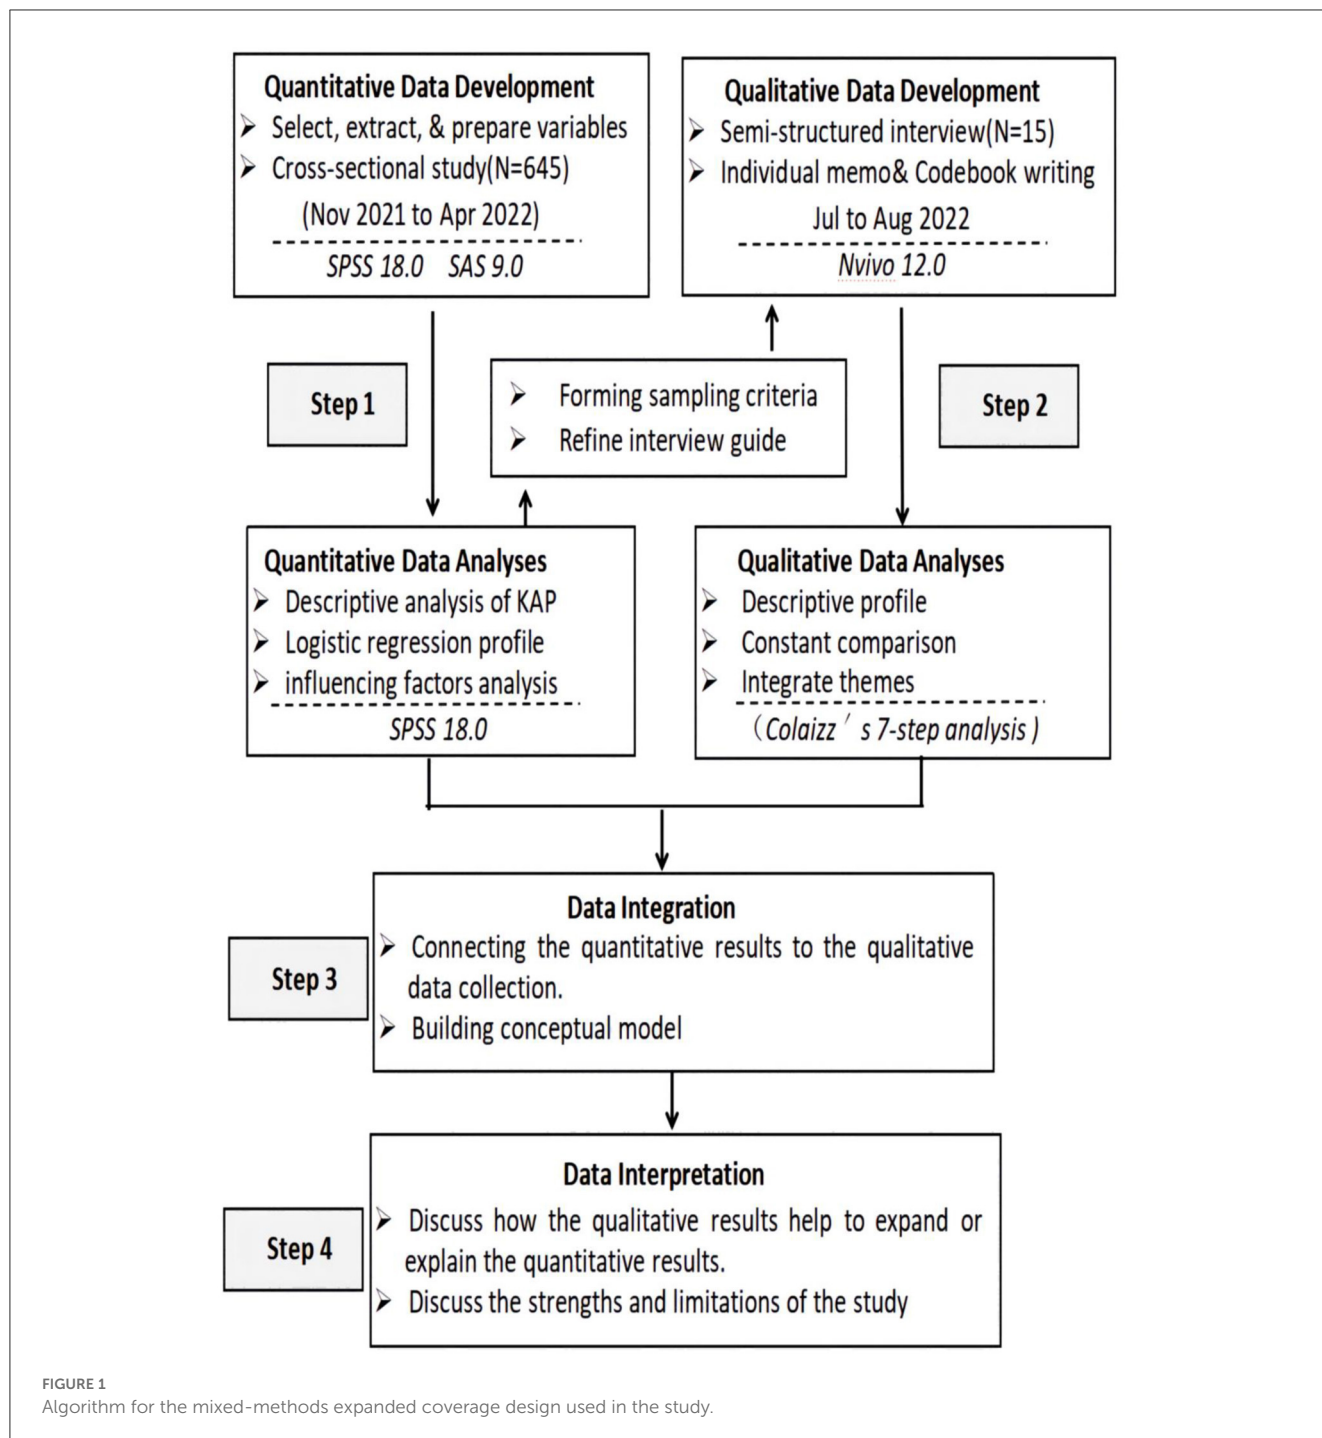 Quantitative Data Development
➢ Select, extract, & prepare variables
➢ Cross-sectional study(N=645)
(Nov 2021 to Apr 2022)
SPSS 18.0 SAS 9.0
Qualitative Data Development
➢ Semi-structured interview(N=15)
➢ Individual memo& Codebook writing
Jul to Aug 2022
Nvivo 12.0
Step 1
➢ Forming sampling criteria
➢ Refine interview guide
Step 2
Quantitative Data Analyses
➢ Descriptive analysis of KAP
➢ Logistic regression profile
➢ influencing factors analysis
SPSS 18.0
Qualitative Data Analyses
➢ Descriptive profile
➢ Constant comparison
➢ Integrate themes
（Colaizz′s 7-step analysis）
Step 3
Data Integration
➢ Connecting the quantitative results to the qualitative
data collection.
➢ Building conceptual model
Step 4
Data Interpretation
➢ Discuss how the qualitative results help to expand or
explain the quantitative results.
➢ Discuss the strengths and limitations of the study
FIGURE 1
Algorithm for the mixed-methods expanded coverage design used in the study.